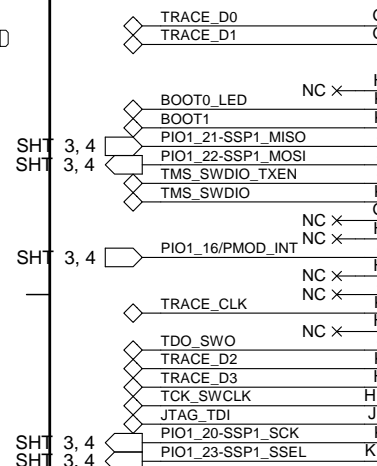 TRACE_D0
D TRACE_D1
NC
BOOT0_LED
BOOT1
SHT 3, 4 PIO1_21-SSP1_MISO
SHT 3, 4 PIO1_22-SSP1_MOSI
TMS_SWDIO_TXEN
TMS_SWDIO
NC
NC
SHT 3, 4 PIO1_16/PMOD_INT
NC
NC
TRACE_CLK
NC
TDO_SWO
TRACE_D2
TRACE_D3
TCK_SWCLK H
JTAG_TDI J
SHT 3, 4 PIO1_20-SSP1_SCK
SHT 3, 4 PIO1_23-SSP1_SSEL K